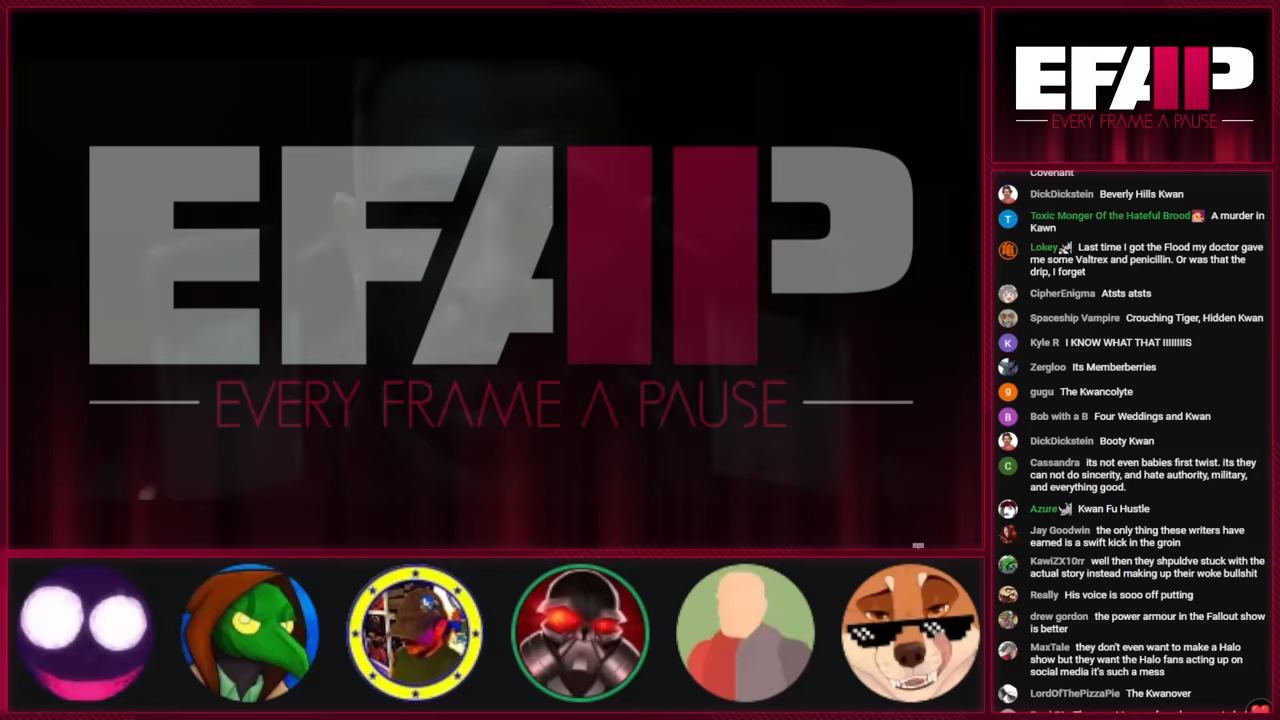 EFAP
EVERY FRAME A PAUSE
EFAP
EVERY FRAME A PAUSE
Covenant
DickDickstein Beverly Hills Kwan
T Toxic Monger Of the Hateful Brood A murder in
Kawn
Lokey Last time I got the Flood my doctor gave
me some Valtrex and penicillin. Or was that the
drip, I forget
CipherEnigma Atsts atsts
Spaceship Vampire Crouching Tiger, Hidden Kwan
K Kyle R I KNOW WHAT THAT IIIIIIIIS
Zergloo Its Memberberries
g gugu The Kwancolyte
B Bob with a B Four Weddings and Kwan
DickDickstein Booty Kwan
C Cassandra its not even babies first twist. its they
can not do sincerity, and hate authority, military,
and everything good.
Azure Kwan Fu Hustle
Jay Goodwin the only thing these writers have
earned is a swift kick in the groin
KawiZX10rr well then they shpuldve stuck with the
actual story instead making up their woke bullshit
Really His voice is sooo off putting
drew gordon the power armour in the Fallout show
is better
MaxTale they don't even want to make a Halo
show but they want the Halo fans acting up on
social media it's such a mess
LordOfThePizzaPie The Kwanover